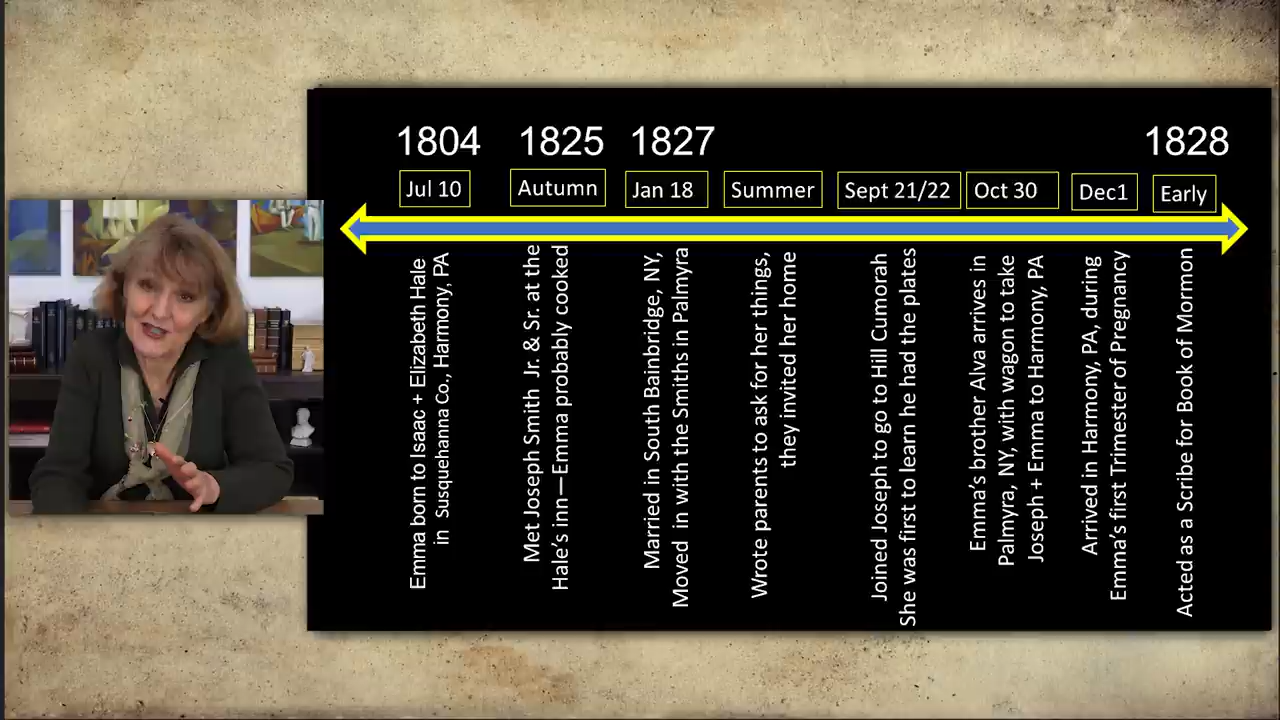 1804
1825
1827
1828
Jul 10
Autumn
Jan 18
Summer
Sept 21/22
Oct 30
Dec1
Early
Emma born to Isaac + Elizabeth Hale
in Susquehanna Co., Harmony, PA
Met Joseph Smith Jr. & Sr. at the
Hale's inn—Emma probably cooked
Married in South Bainbridge, NY,
Moved in with the Smiths in Palmyra
Wrote parents to ask for her things,
they invited her home
Joined Joseph to go to Hill Cumorah
She was first to learn he had the plates
Emma's brother Alva arrives in
Palmyra, NY, with wagon to take
Joseph + Emma to Harmony, PA
Arrived in Harmony, PA, during
Emma's first Trimester of Pregnancy
Acted as a Scribe for Book of Mormon